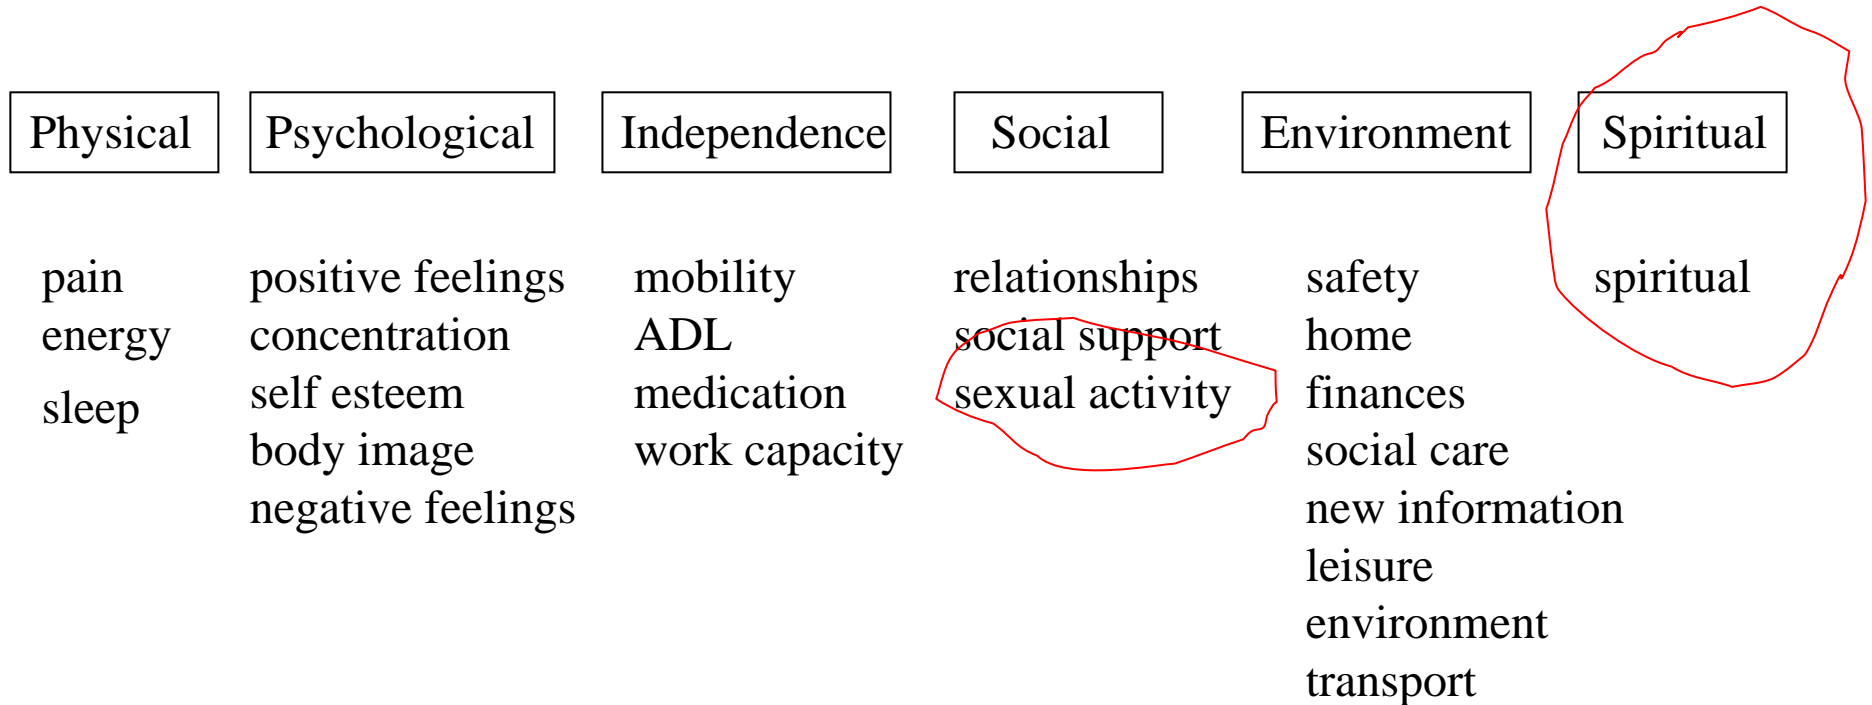 Physical
Psychological
Independence
Social
Environment
Spiritual
pain
energy
sleep
positive feelings
concentration
self esteem
body image
negative feelings
mobility
ADL
medication
work capacity
relationships
social support
sexual activity
safety
home
finances
social care
new information
leisure
environment
transport
spiritual